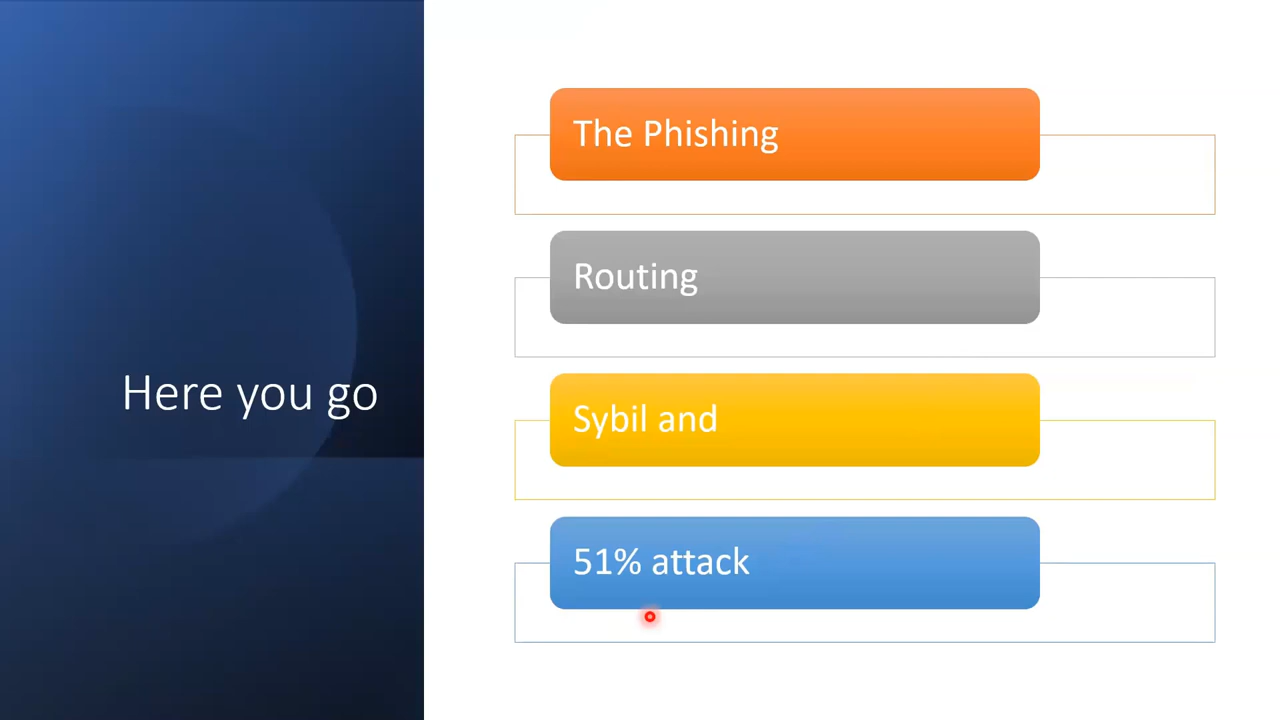 Here you go
The Phishing
Routing
Sybil and
51% attack